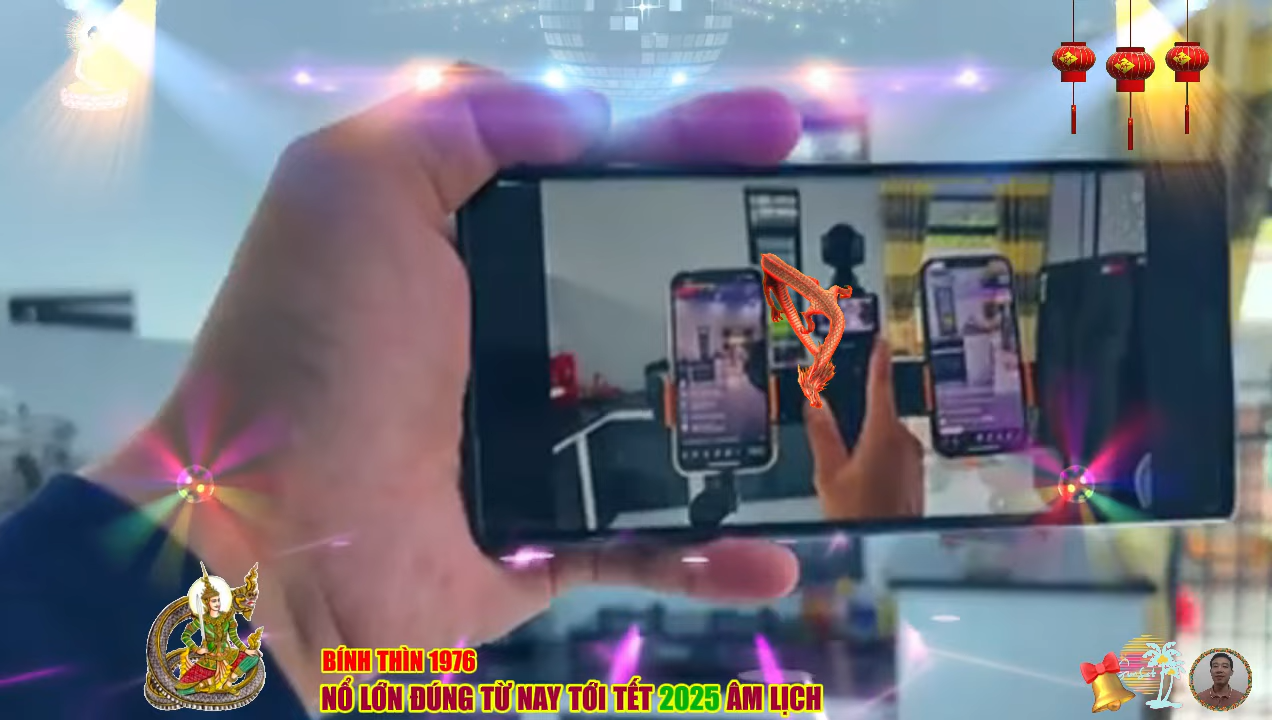 BÍNH THÌN 1976
NỔ LỚN ĐÚNG TỪ NAY TỚI TẾT 2025 ÂM LỊCH